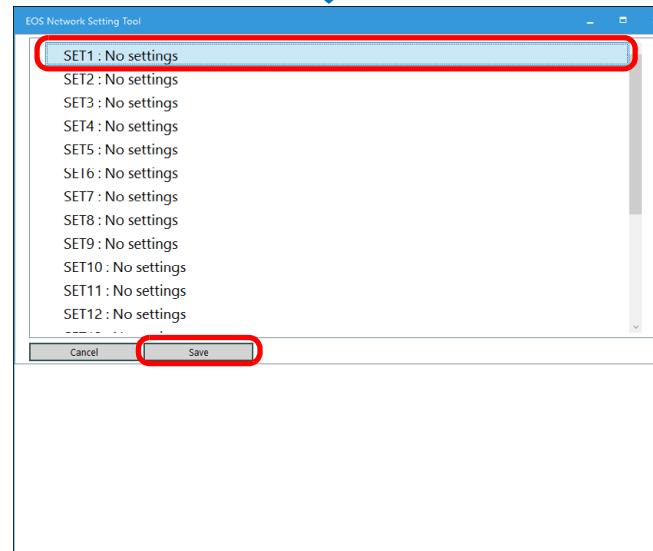 EOS Network Setting Tool
SET1 : No settings
SET2 : No settings
SET3 : No settings
SET4 : No settings
SET5 : No settings
SET6 : No settings
SET7 : No settings
SET8 : No settings
SET9 : No settings
SET10 : No settings
SET11 : No settings
SET12 : No settings
Cancel
Save